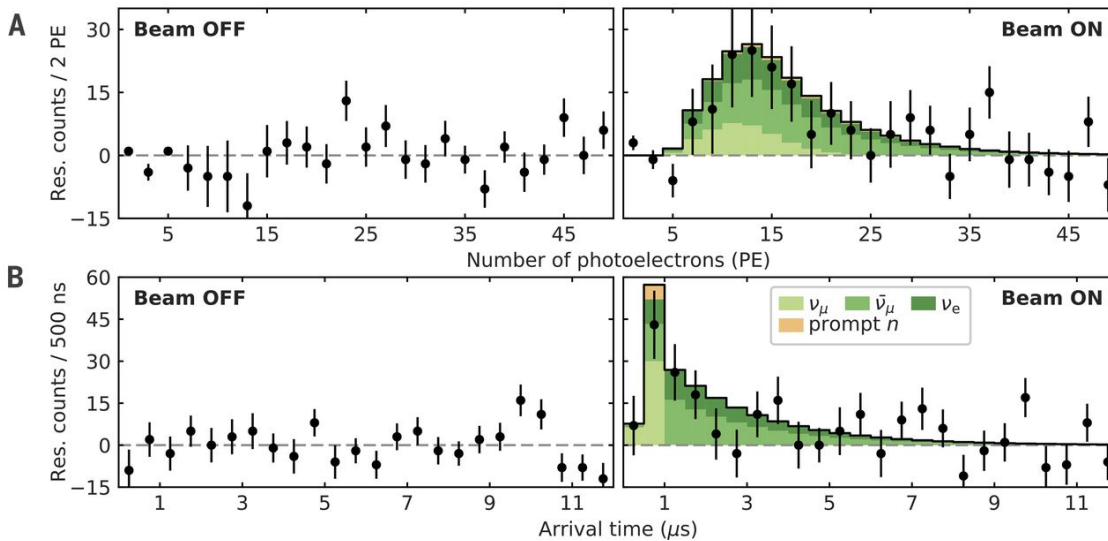 A
Beam OFF
Beam ON
Res. counts / 2 PE
30
15
0
−15
5 15 25 35 45
5 15 25 35 45
Number of photoelectrons (PE)
B
Beam OFF
Beam ON
Res. counts / 500 ns
60
45
30
15
0
−15
νμ ν̄μ νe
prompt n
1 3 5 7 9 11
1 3 5 7 9 11
Arrival time (μs)